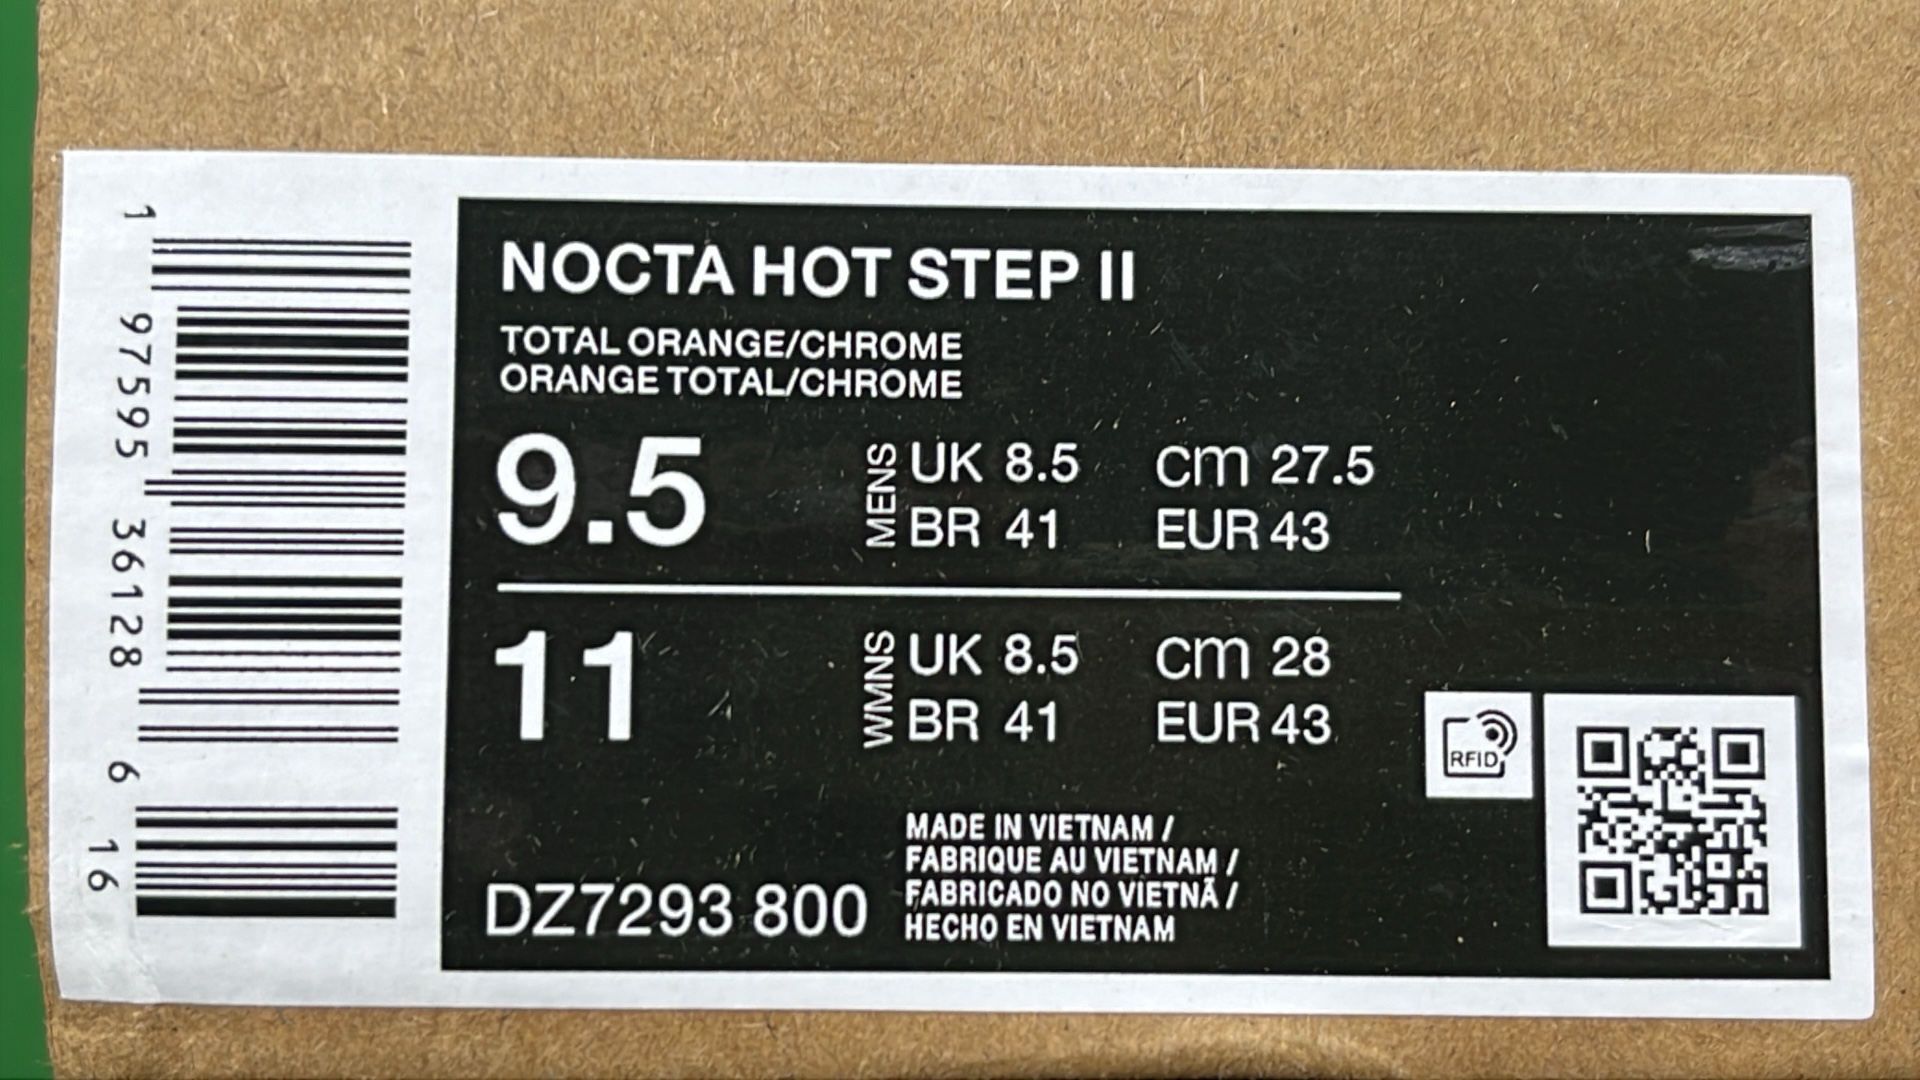 1 97595 36128 6 16
NOCTA HOT STEP II
TOTAL ORANGE/CHROME
ORANGE TOTAL/CHROME
9.5 MENS UK 8.5 cm 27.5
BR 41 EUR 43
11 WMNS UK 8.5 cm 28
BR 41 EUR 43
RFID
MADE IN VIETNAM /
FABRIQUE AU VIETNAM /
FABRICADO NO VIETNÃ /
HECHO EN VIETNAM
DZ7293 800